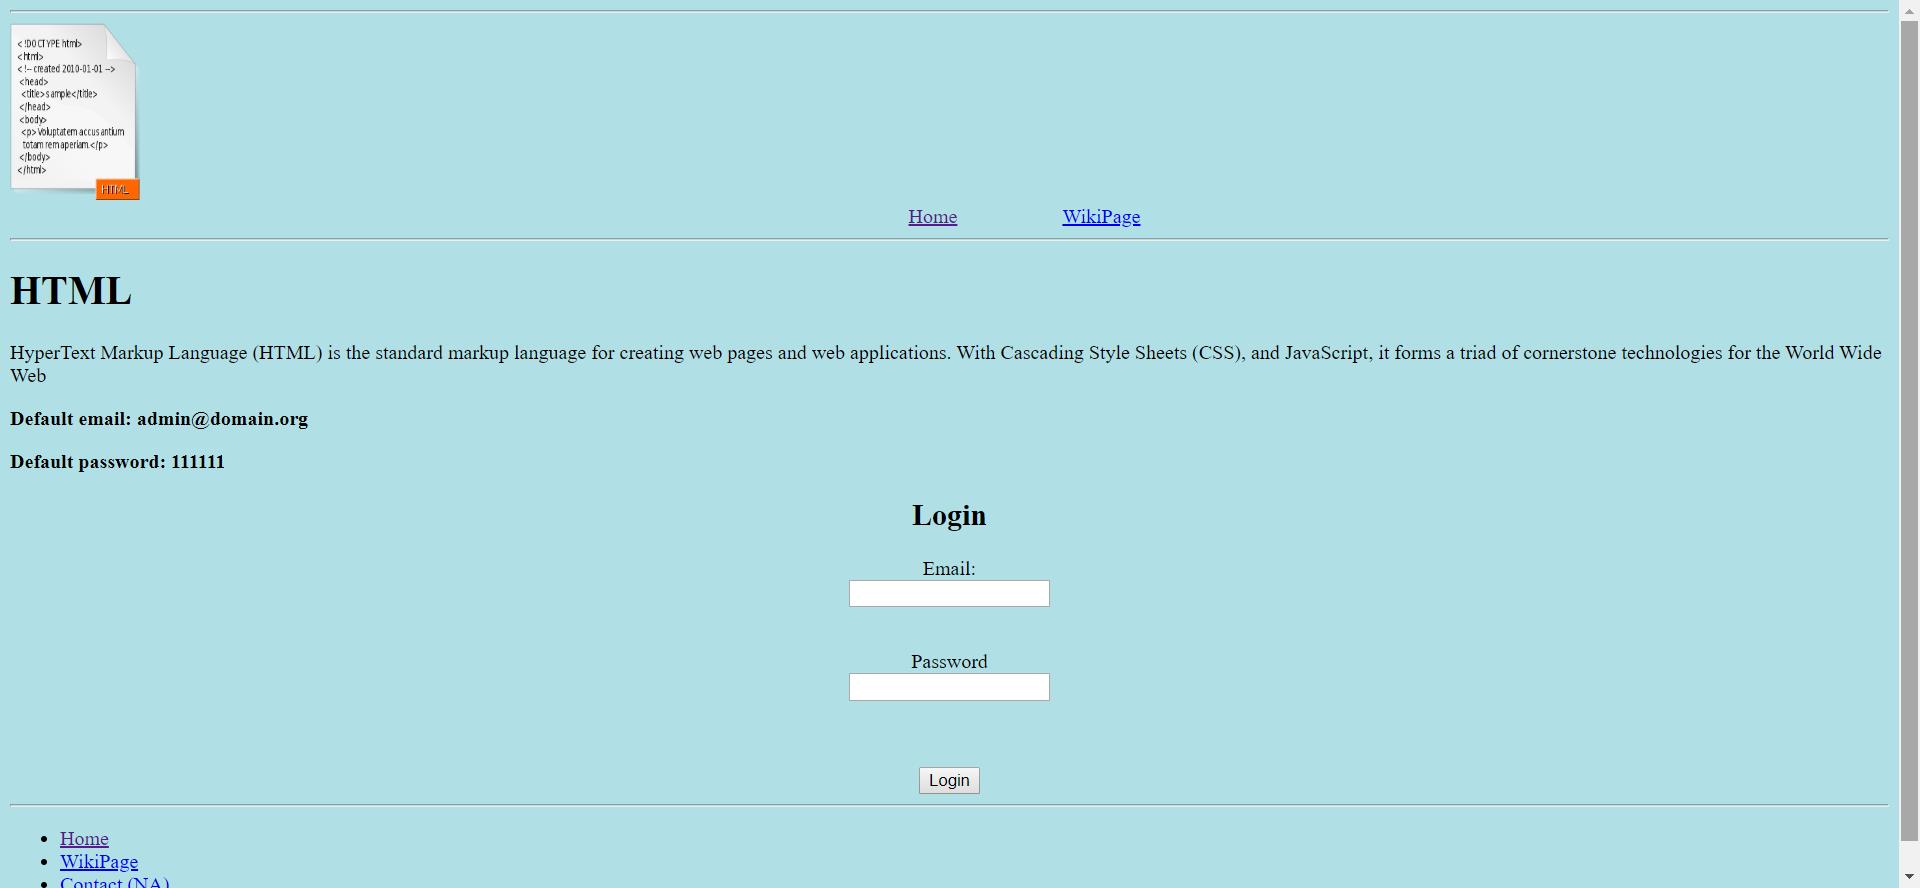 <!DOCTYPE html>
<html>
<!-- created 2010-01-01 -->
<head>
<title>sample</title>
</head>
<body>
<p>Voluptatem accusantium
totam rem aperiam.</p>
</body>
</html>
HTML
Home WikiPage
HTML
HyperText Markup Language (HTML) is the standard markup language for creating web pages and web applications. With Cascading Style Sheets (CSS), and JavaScript, it forms a triad of cornerstone technologies for the World Wide
Web
Default email: admin@domain.org
Default password: 111111
Login
Email:
Password
Login
Home
WikiPage
Contact (NA)